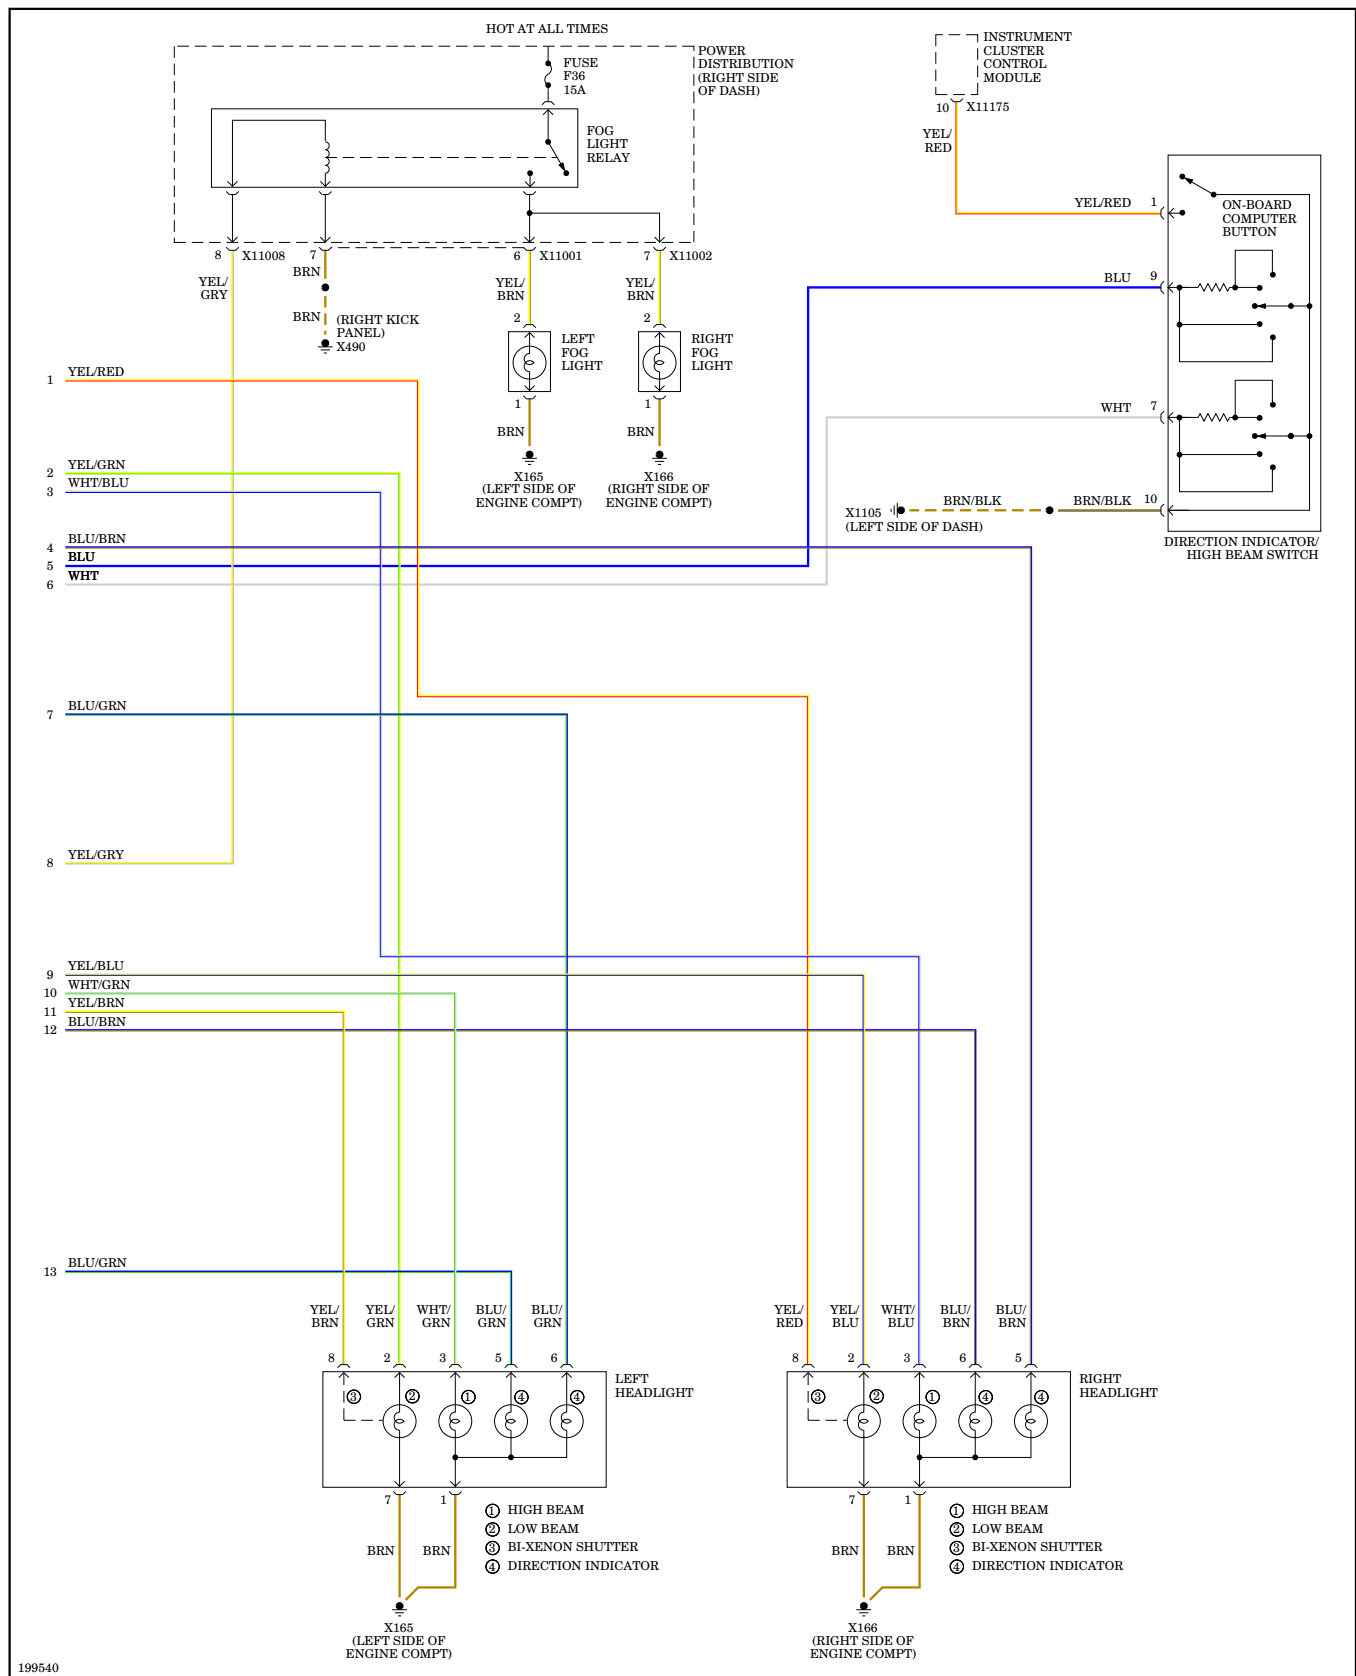 HOT AT ALL TIMES
FUSE
F36
15A
POWER
DISTRIBUTION
(RIGHT SIDE
OF DASH)
FOG
LIGHT
RELAY
INSTRUMENT
CLUSTER
CONTROL
MODULE
10 X11175
YEL/
RED
YEL/RED 1
ON-BOARD
COMPUTER
BUTTON
8 X11008
7
6 X11001
7 X11002
YEL/
GRY
BRN
BRN
(RIGHT KICK
PANEL)
X490
YEL/
BRN
YEL/
BRN
2
LEFT
FOG
LIGHT
1
BRN
X165
(LEFT SIDE OF
ENGINE COMPT)
2
RIGHT
FOG
LIGHT
1
BRN
X166
(RIGHT SIDE OF
ENGINE COMPT)
BLU 9
WHT 7
X1105
(LEFT SIDE OF DASH)
BRN/BLK
BRN/BLK 10
DIRECTION INDICATOR/
HIGH BEAM SWITCH
1 YEL/RED
2 YEL/GRN
3 WHT/BLU
4 BLU/BRN
5 BLU
6 WHT
7 BLU/GRN
8 YEL/GRY
9 YEL/BLU
10 WHT/GRN
11 YEL/BRN
12 BLU/BRN
13 BLU/GRN
YEL/
BRN
YEL/
GRN
WHT/
GRN
BLU/
GRN
BLU/
GRN
8 2 3 5 6
LEFT
HEADLIGHT
3 2 1 4 4
7 1
BRN BRN
1 HIGH BEAM
2 LOW BEAM
3 BI-XENON SHUTTER
4 DIRECTION INDICATOR
X165
(LEFT SIDE OF
ENGINE COMPT)
YEL/
RED
YEL/
BLU
WHT/
BLU
BLU/
BRN
BLU/
BRN
8 2 3 6 5
RIGHT
HEADLIGHT
3 2 1 4 4
7 1
BRN BRN
1 HIGH BEAM
2 LOW BEAM
3 BI-XENON SHUTTER
4 DIRECTION INDICATOR
X166
(RIGHT SIDE OF
ENGINE COMPT)
199540